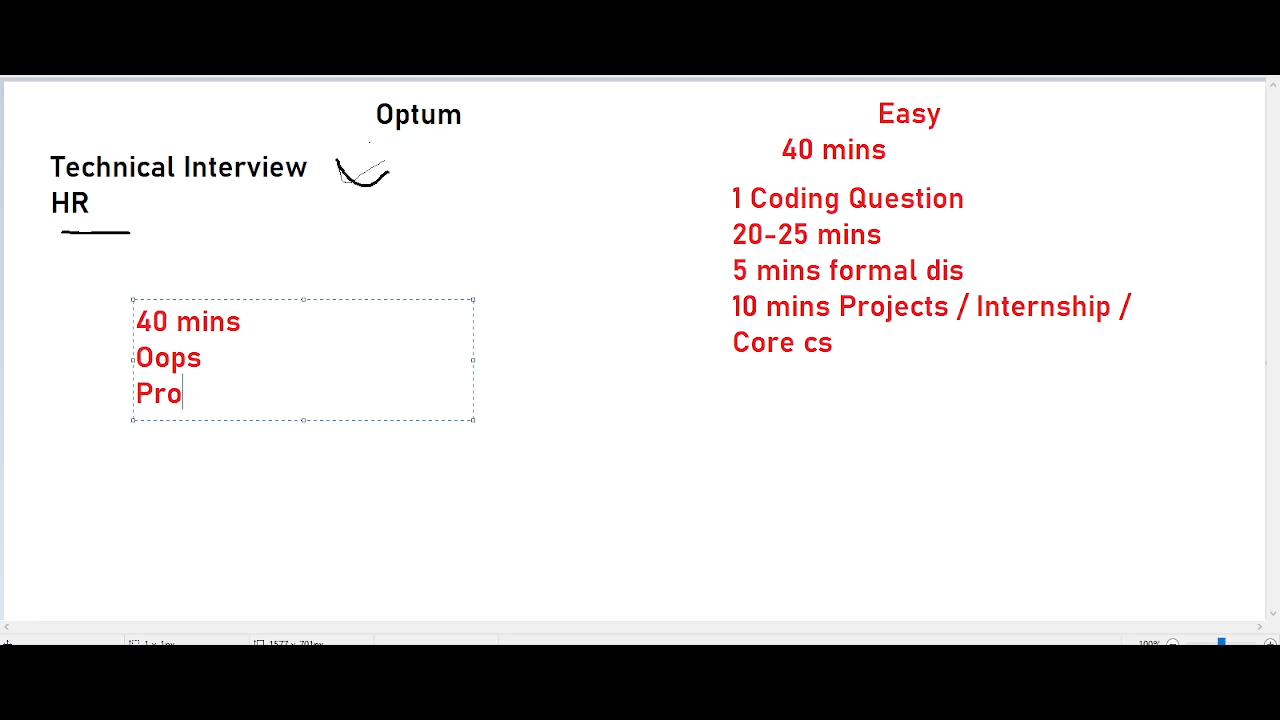 Optum
Technical Interview
HR
40 mins
Oops
Pro
Easy
40 mins
1 Coding Question
20-25 mins
5 mins formal dis
10 mins Projects / Internship /
Core cs
100%